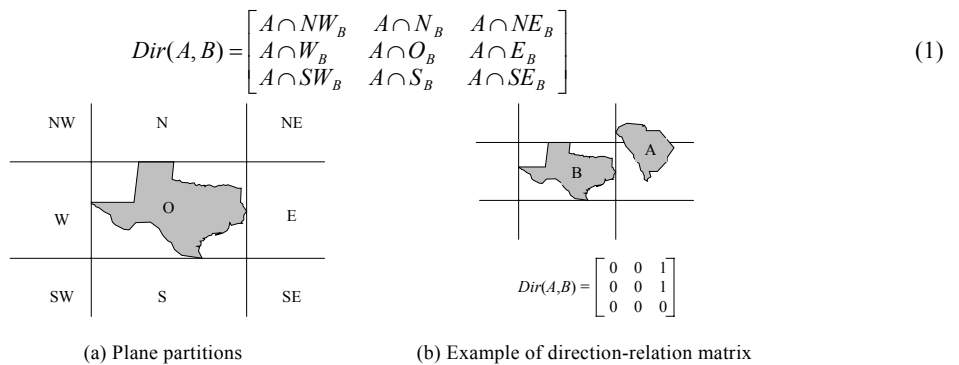 Dir(A, B) = [A∩NW_B A∩N_B A∩NE_B
A∩W_B A∩O_B A∩E_B
A∩SW_B A∩S_B A∩SE_B] (1)
NW N NE
W O E
SW S SE
A
B
Dir(A,B) = [0 0 1
0 0 1
0 0 0]
(a) Plane partitions
(b) Example of direction-relation matrix